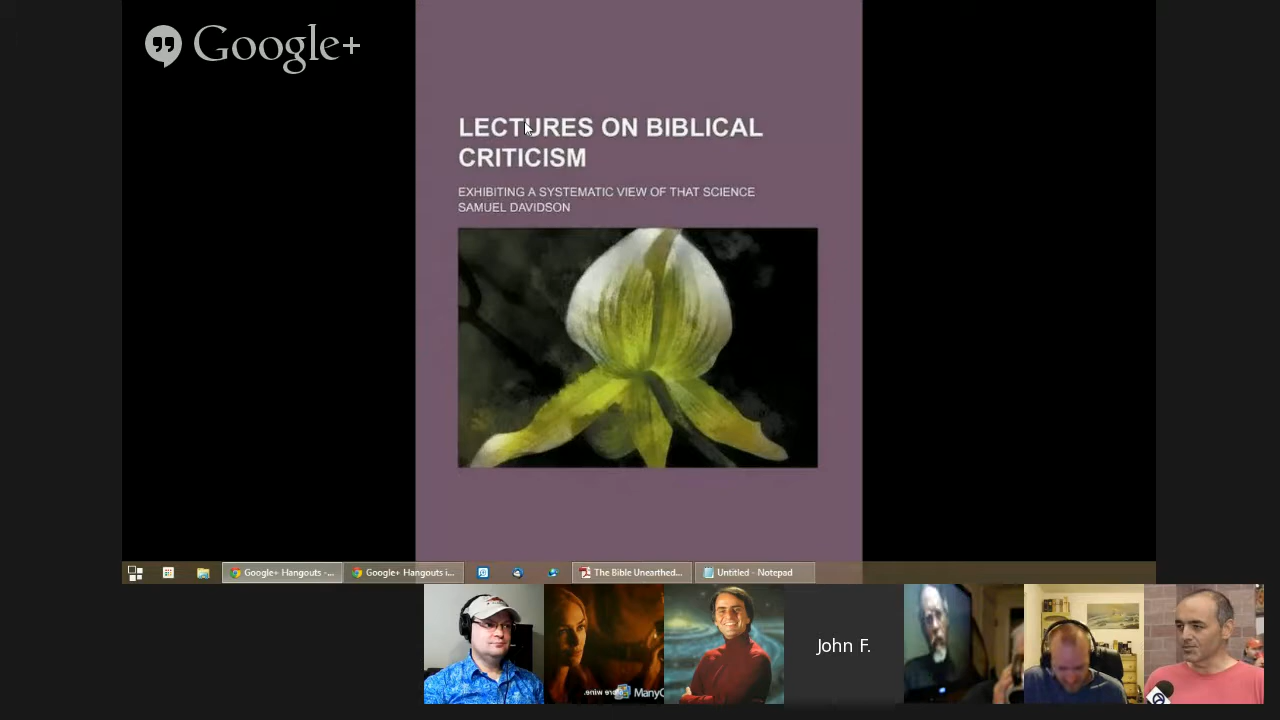 Google+
LECTURES ON BIBLICAL
CRITICISM
EXHIBITING A SYSTEMATIC VIEW OF THAT SCIENCE
SAMUEL DAVIDSON
Google+ Hangouts -...
Google+ Hangouts i...
The Bible Unearthed...
Untitled - Notepad
John F.
ManyC